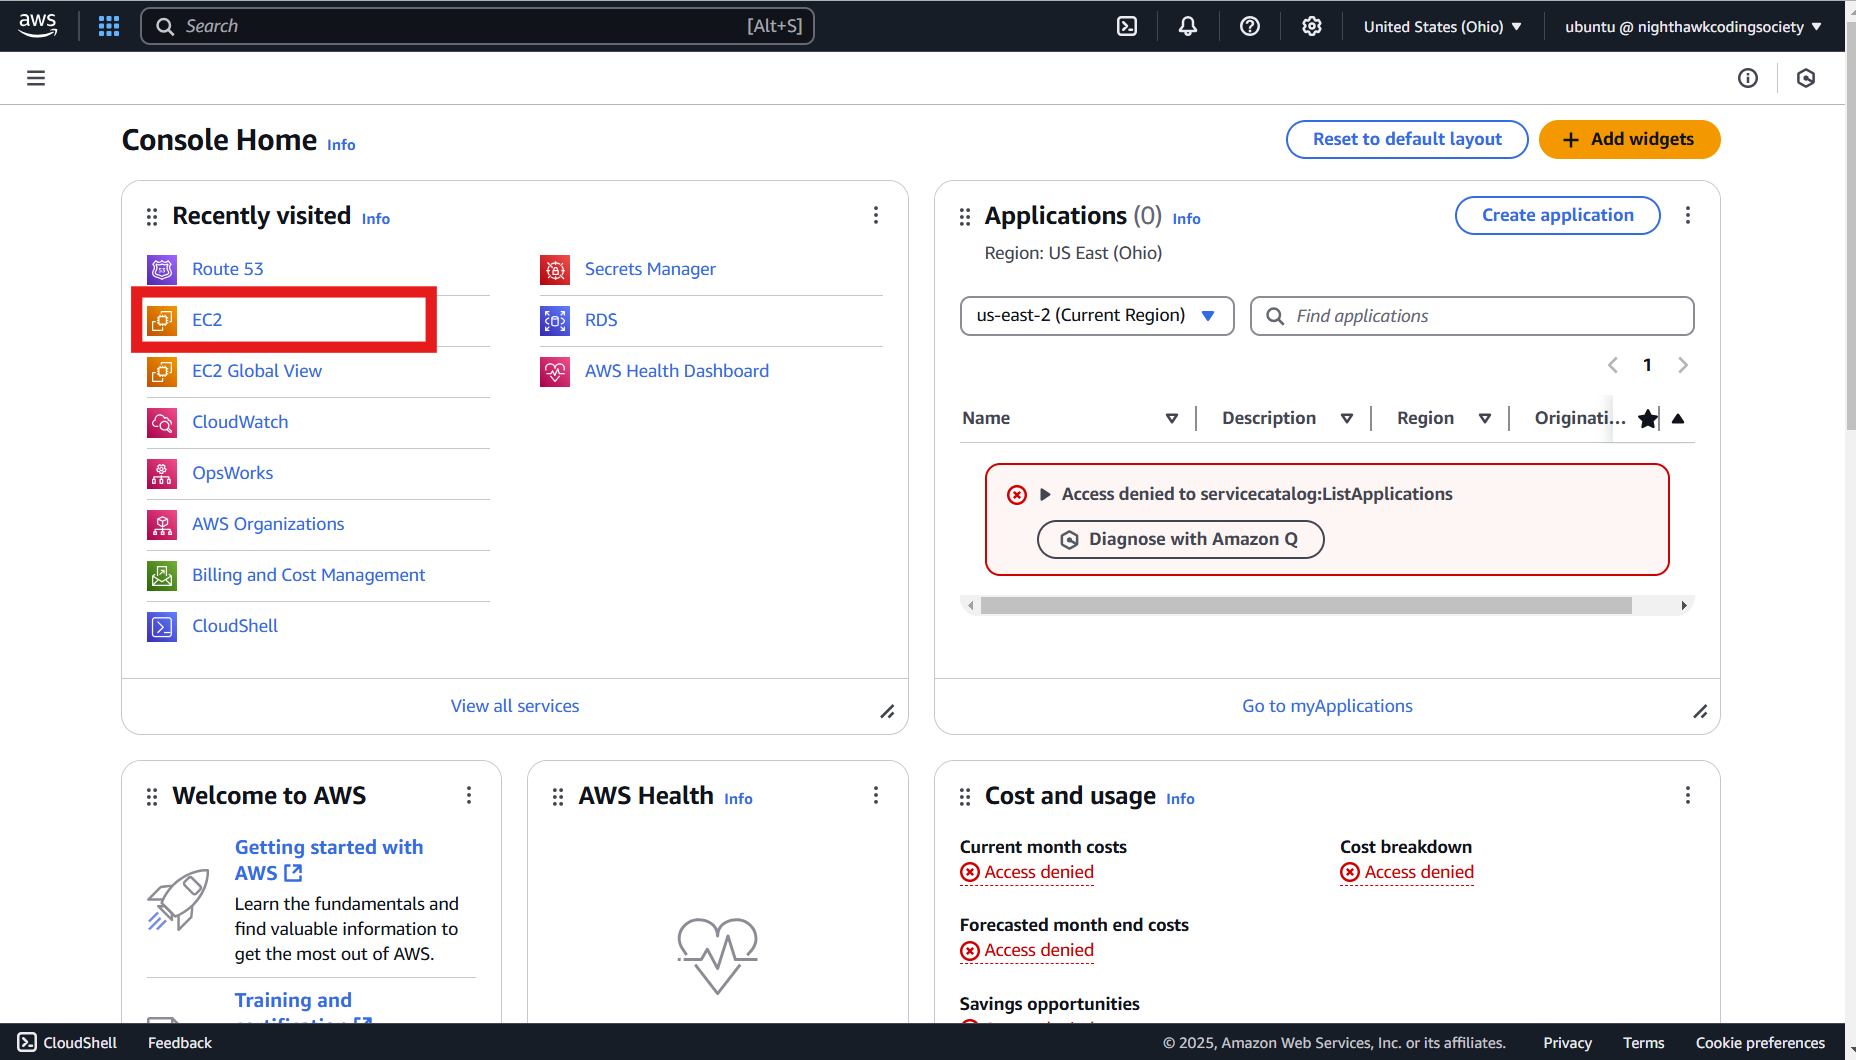 aws
Search [Alt+S]
United States (Ohio)
ubuntu @ nighthawkcodingsociety
Console Home Info
Reset to default layout
Add widgets
Recently visited Info
Route 53
EC2
EC2 Global View
CloudWatch
OpsWorks
AWS Organizations
Billing and Cost Management
CloudShell
Secrets Manager
RDS
AWS Health Dashboard
View all services
Applications (0) Info
Create application
Region: US East (Ohio)
us-east-2 (Current Region)
Find applications
1
Name Description Region Originati...
Access denied to servicecatalog:ListApplications
Diagnose with Amazon Q
Go to myApplications
Welcome to AWS
Getting started with
AWS
Learn the fundamentals and
find valuable information to
get the most out of AWS.
Training and
AWS Health Info
Cost and usage Info
Current month costs
Access denied
Cost breakdown
Access denied
Forecasted month end costs
Access denied
Savings opportunities
CloudShell
Feedback
© 2025, Amazon Web Services, Inc. or its affiliates.
Privacy
Terms
Cookie preferences